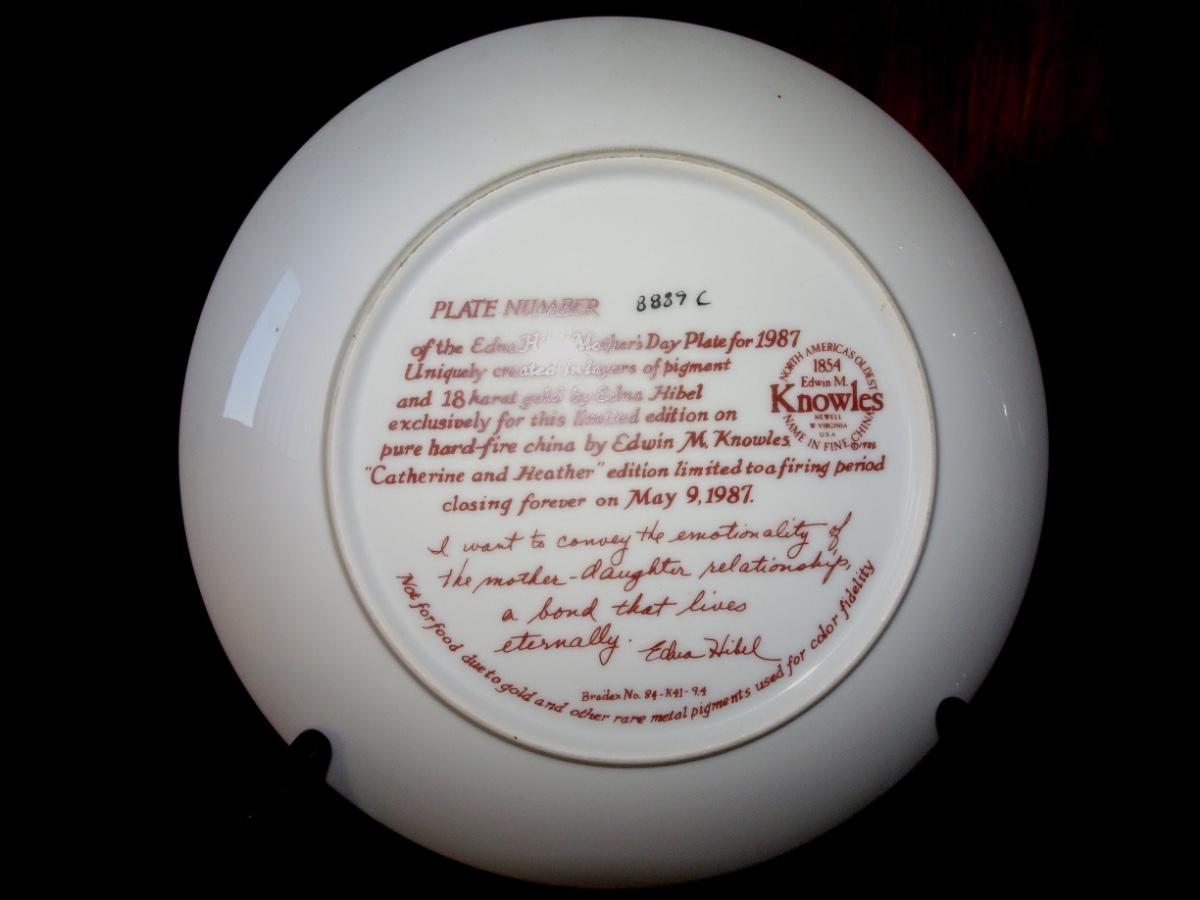 PLATE NUMBER 8889 C
of the Edna Hibel Mother's Day Plate for 1987
Uniquely created in layers of pigment
and 18 karat gold by Edna Hibel
exclusively for this limited edition on
pure hard-fire china by Edwin M. Knowles.
"Catherine and Heather" edition limited to a firing period
closing forever on May 9, 1987.
NORTH AMERICA'S OLDEST
1854
Edwin M.
Knowles
NEWELL
W VIRGINIA
U.S.A
NAME IN FINE CHINA
© 1985
I want to convey the emotionality of
the mother-daughter relationship,
a bond that lives
eternally. Edna Hibel
Bradex No. 84-K41-9.4
Not for food due to gold and other rare metal pigments used for color fidelity